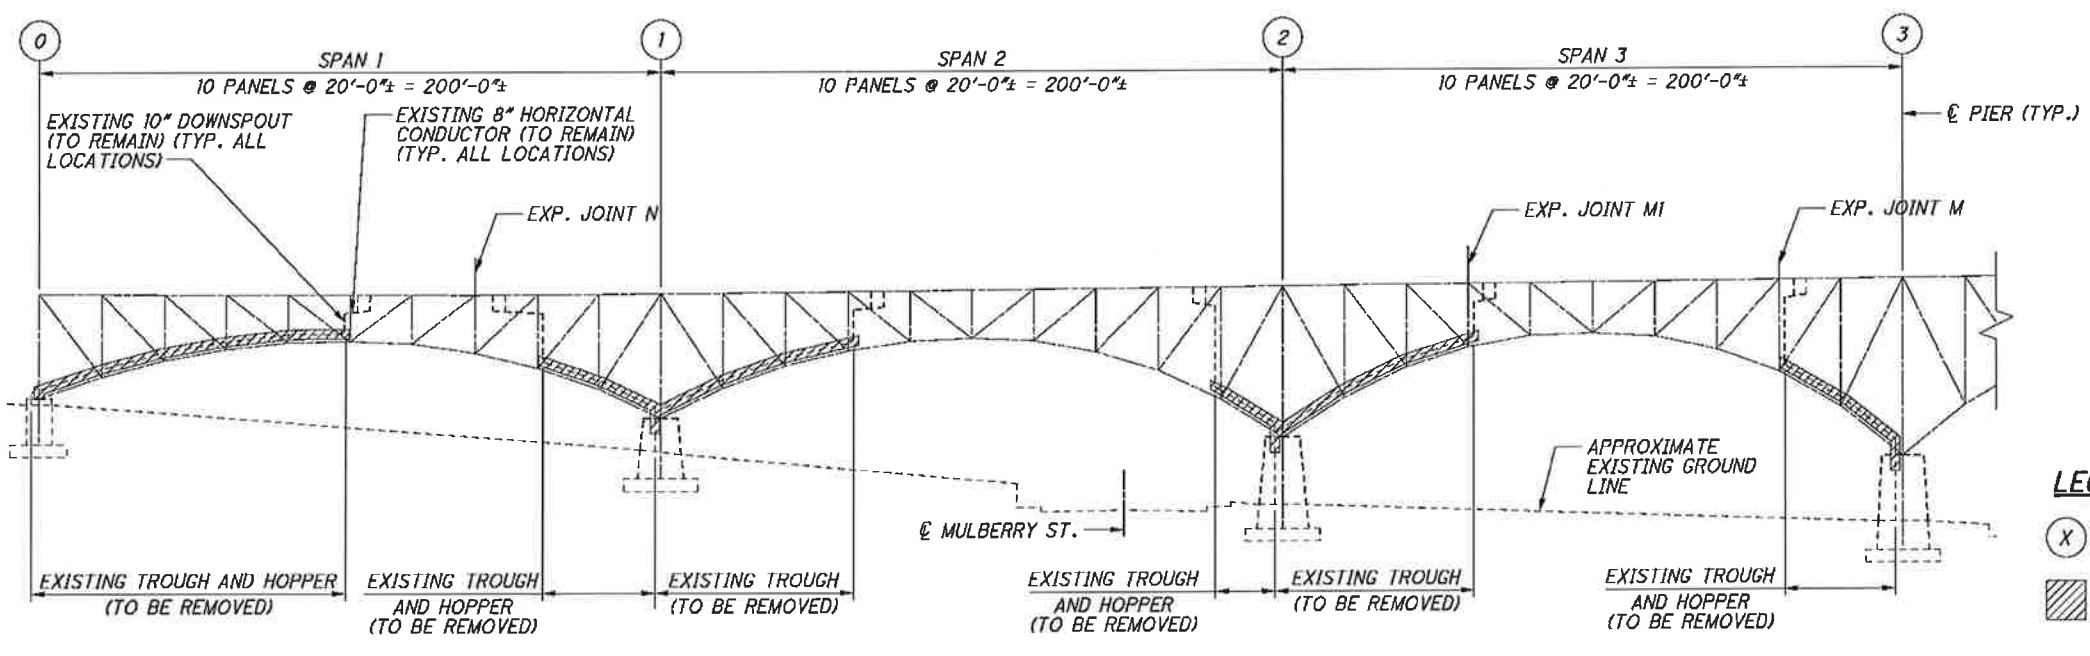 0
1
2
3
SPAN 1
SPAN 2
SPAN 3
10 PANELS @ 20'-0"± = 200'-0"±
10 PANELS @ 20'-0"± = 200'-0"±
10 PANELS @ 20'-0"± = 200'-0"±
EXISTING 10" DOWNSPOUT
(TO REMAIN) (TYP. ALL
LOCATIONS)
EXISTING 8" HORIZONTAL
CONDUCTOR (TO REMAIN)
(TYP. ALL LOCATIONS)
℄ PIER (TYP.)
EXP. JOINT N
EXP. JOINT M1
EXP. JOINT M
APPROXIMATE
EXISTING GROUND
LINE
℄ MULBERRY ST.
LE
X
EXISTING TROUGH AND HOPPER
(TO BE REMOVED)
EXISTING TROUGH
AND HOPPER
(TO BE REMOVED)
EXISTING TROUGH
(TO BE REMOVED)
EXISTING TROUGH
AND HOPPER
(TO BE REMOVED)
EXISTING TROUGH
(TO BE REMOVED)
EXISTING TROUGH
AND HOPPER
(TO BE REMOVED)